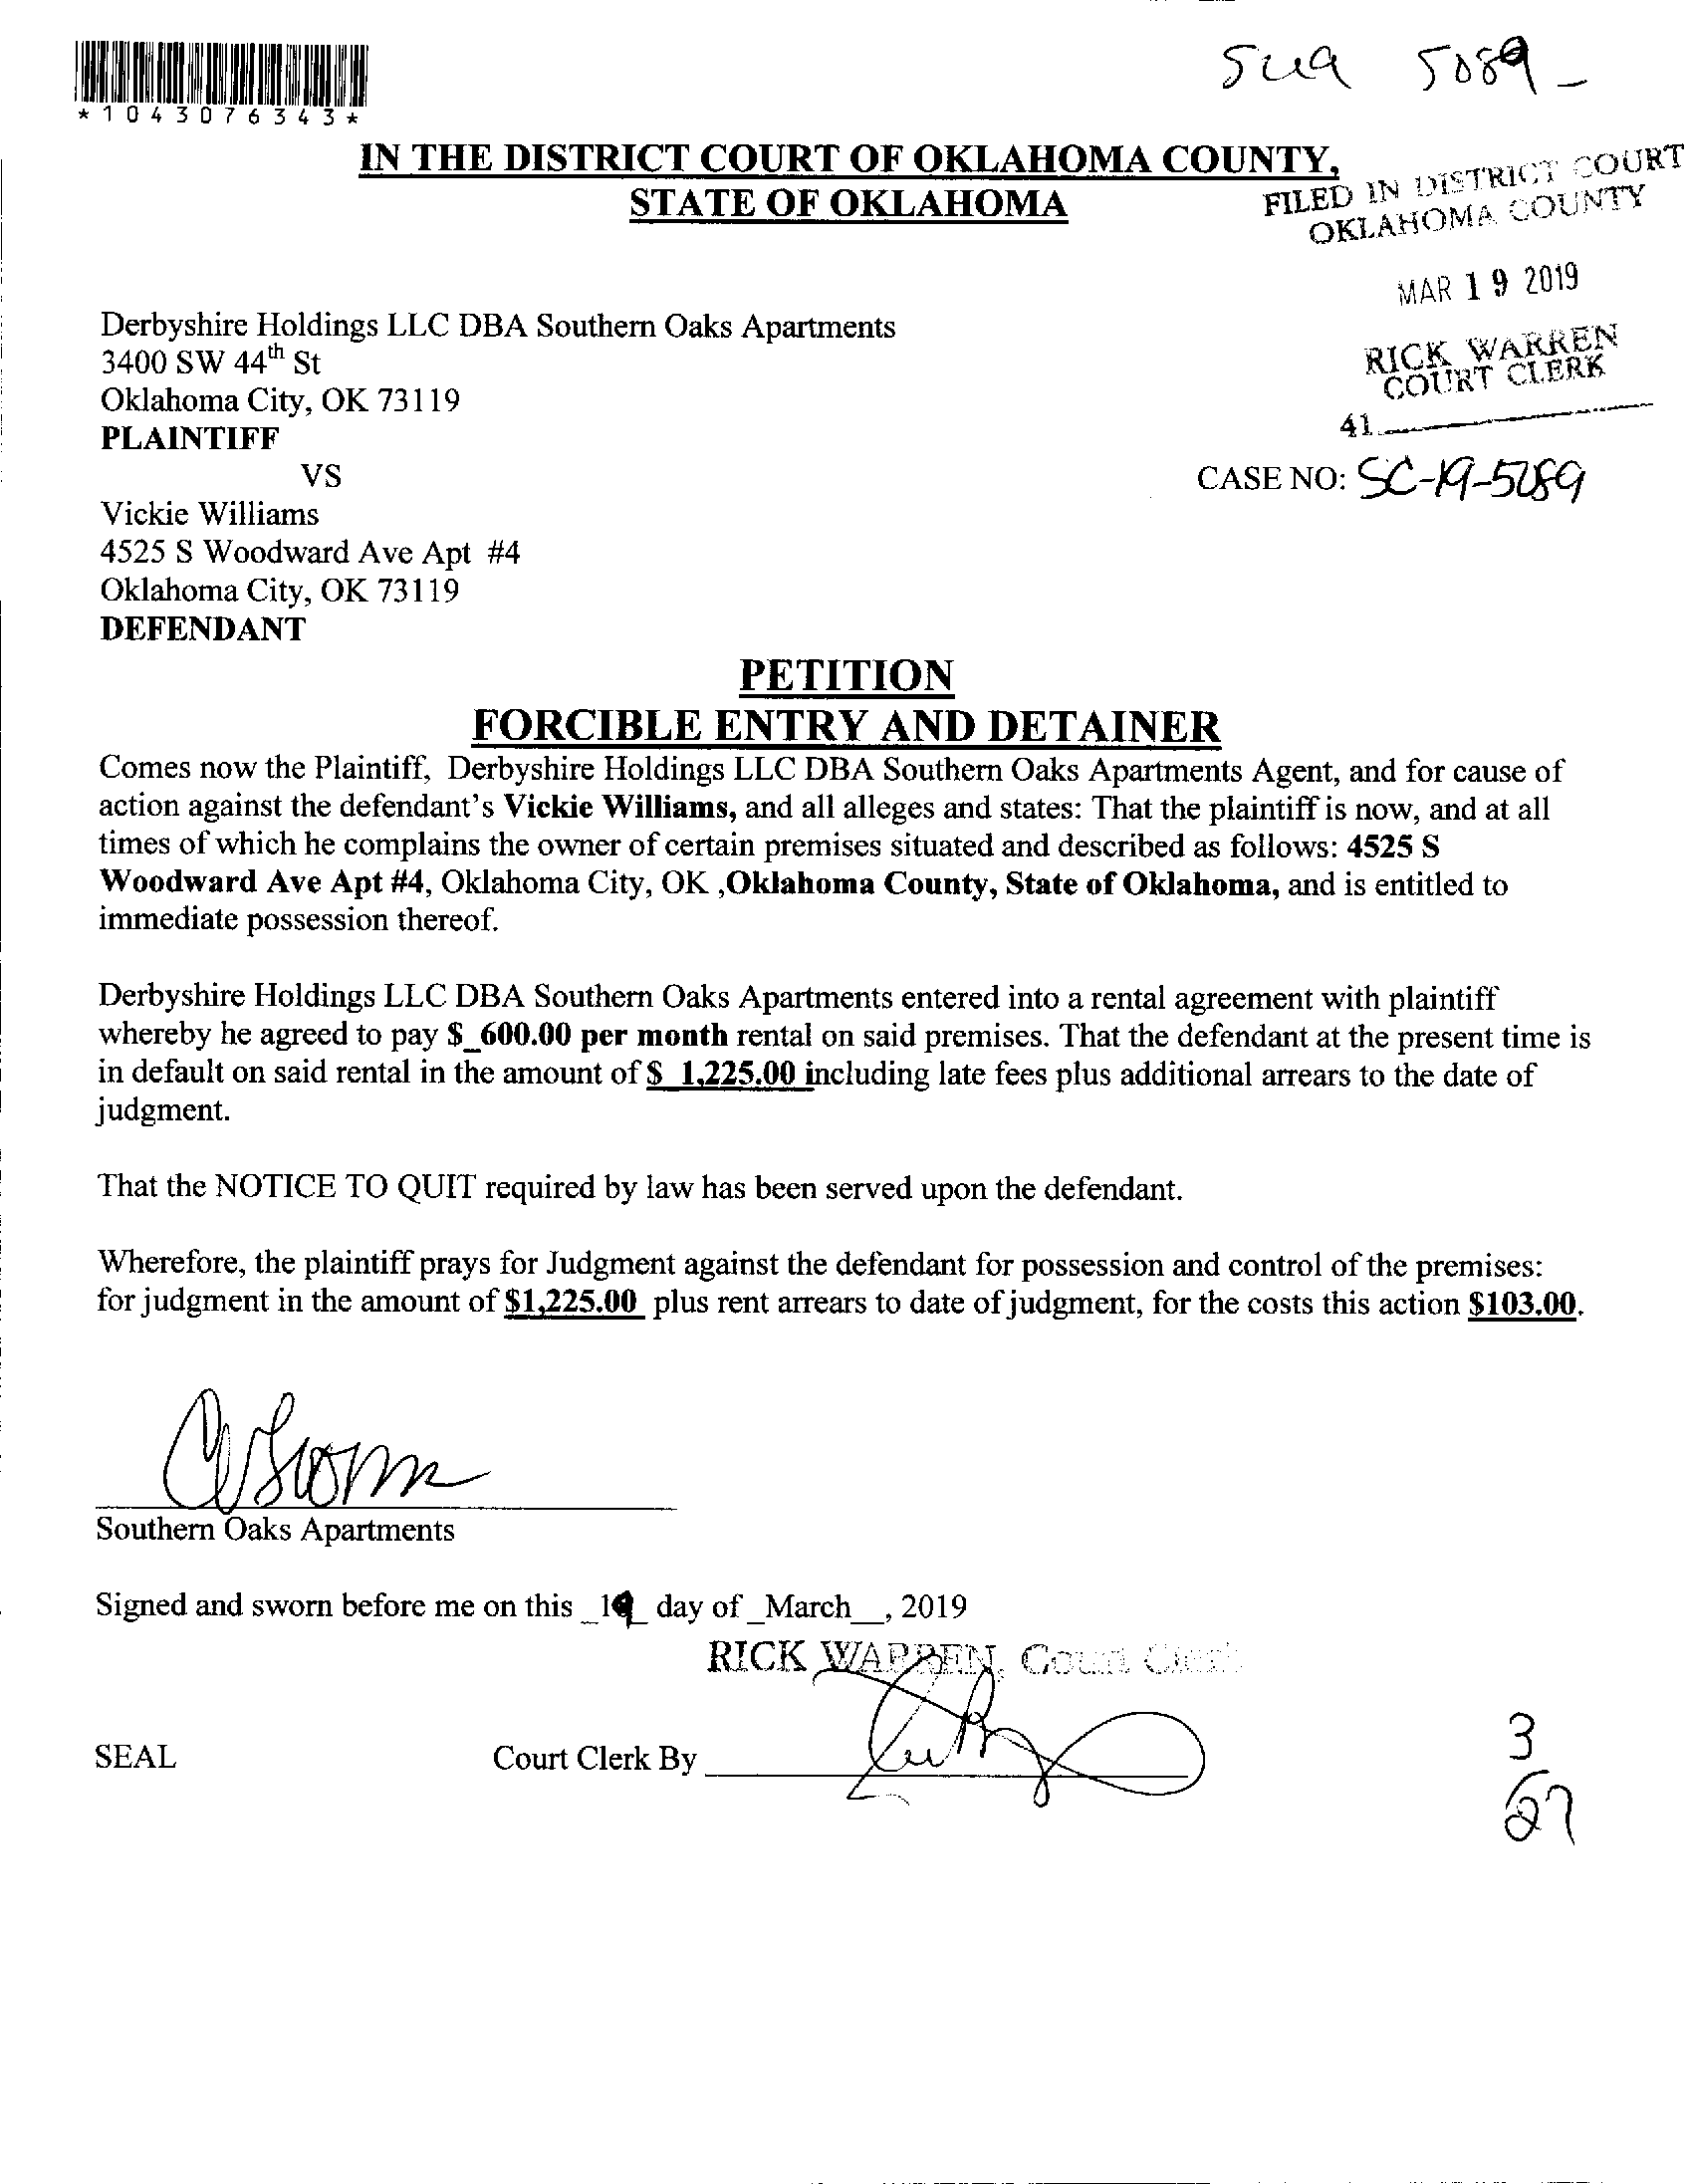 5089
*1043076343*
IN THE DISTRICT COURT OF OKLAHOMA COUNTY,
STATE OF OKLAHOMA
FILED IN DISTRICT COURT
OKLAHOMA COUNTY
MAR 19 2019
RICK WARREN
COURT CLERK
41
Derbyshire Holdings LLC DBA Southern Oaks Apartments
3400 SW 44th St
Oklahoma City, OK 73119
PLAINTIFF
VS
CASE NO: SC-19-5089
Vickie Williams
4525 S Woodward Ave Apt #4
Oklahoma City, OK 73119
DEFENDANT
PETITION
FORCIBLE ENTRY AND DETAINER
Comes now the Plaintiff, Derbyshire Holdings LLC DBA Southern Oaks Apartments Agent, and for cause of
action against the defendant's Vickie Williams, and all alleges and states: That the plaintiff is now, and at all
times of which he complains the owner of certain premises situated and described as follows: 4525 S
Woodward Ave Apt #4, Oklahoma City, OK ,Oklahoma County, State of Oklahoma, and is entitled to
immediate possession thereof.
Derbyshire Holdings LLC DBA Southern Oaks Apartments entered into a rental agreement with plaintiff
whereby he agreed to pay $_600.00 per month rental on said premises. That the defendant at the present time is
in default on said rental in the amount of $ 1,225.00 including late fees plus additional arrears to the date of
judgment.
That the NOTICE TO QUIT required by law has been served upon the defendant.
Wherefore, the plaintiff prays for Judgment against the defendant for possession and control of the premises:
for judgment in the amount of $1,225.00 plus rent arrears to date of judgment, for the costs this action $103.00.
Southern Oaks Apartments
Signed and sworn before me on this _19_ day of _March__, 2019
RICK WARREN, Court Clerk
SEAL
Court Clerk By
3
27